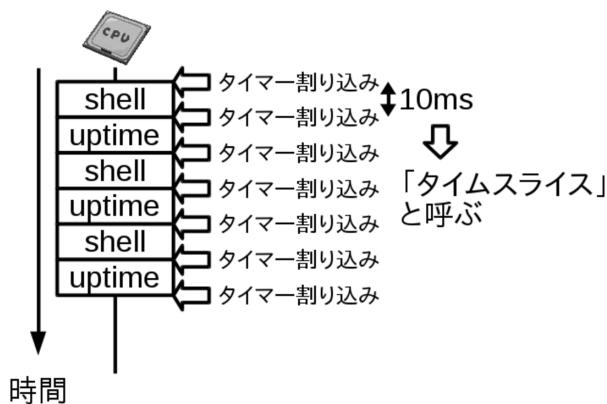 CPU
タイマー割り込み
shell
10ms
タイマー割り込み
uptime
タイマー割り込み
shell
タイマー割り込み
「タイムスライス」
と呼ぶ
uptime
タイマー割り込み
shell
タイマー割り込み
uptime
タイマー割り込み
時間